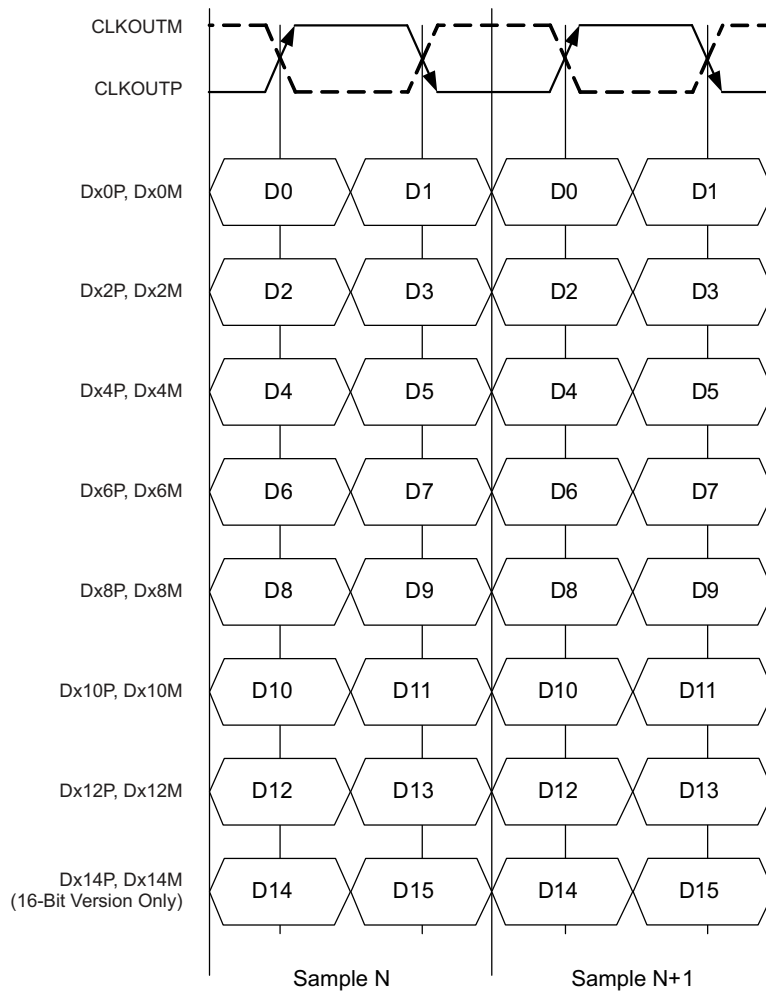 CLKOUTM
CLKOUTP
Dx0P, Dx0M D0 D1 D0 D1
Dx2P, Dx2M D2 D3 D2 D3
Dx4P, Dx4M D4 D5 D4 D5
Dx6P, Dx6M D6 D7 D6 D7
Dx8P, Dx8M D8 D9 D8 D9
Dx10P, Dx10M D10 D11 D10 D11
Dx12P, Dx12M D12 D13 D12 D13
Dx14P, Dx14M
(16-Bit Version Only) D14 D15 D14 D15
Sample N Sample N+1